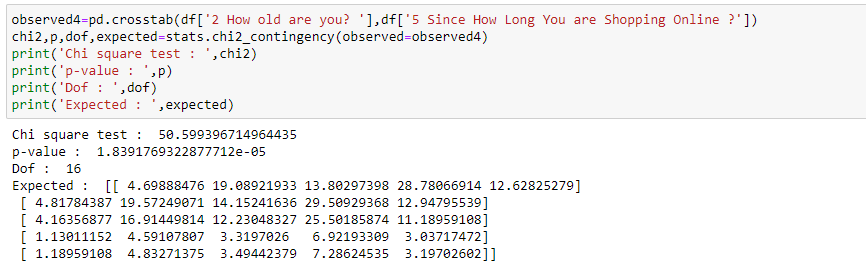 observed4=pd.crosstab(df['2 How old are you? '],df['5 Since How Long You are Shopping Online ?'])
chi2,p,dof,expected=stats.chi2_contingency(observed=observed4)
print('Chi square test : ',chi2)
print('p-value : ',p)
print('Dof : ',dof)
print('Expected : ',expected)
Chi square test :  50.599396714964435
p-value :  1.8391769322877712e-05
Dof :  16
Expected :  [[ 4.69888476 19.08921933 13.80297398 28.78066914 12.62825279]
 [ 4.81784387 19.57249071 14.15241636 29.50929368 12.94795539]
 [ 4.16356877 16.91449814 12.23048327 25.50185874 11.18959108]
 [ 1.13011152  4.59107807  3.3197026   6.92193309  3.03717472]
 [ 1.18959108  4.83271375  3.49442379  7.28624535  3.19702602]]